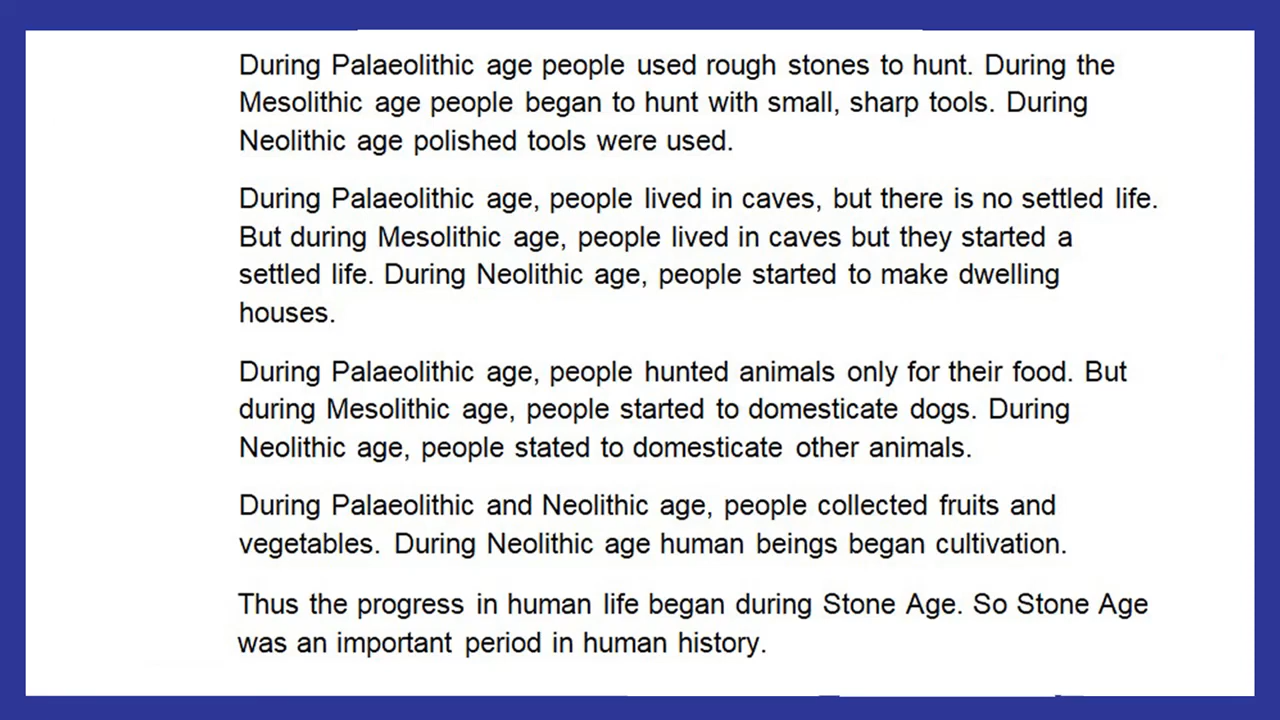 During Palaeolithic age people used rough stones to hunt. During the
Mesolithic age people began to hunt with small, sharp tools. During
Neolithic age polished tools were used.
During Palaeolithic age, people lived in caves, but there is no settled life.
But during Mesolithic age, people lived in caves but they started a
settled life. During Neolithic age, people started to make dwelling
houses.
During Palaeolithic age, people hunted animals only for their food. But
during Mesolithic age, people started to domesticate dogs. During
Neolithic age, people stated to domesticate other animals.
During Palaeolithic and Neolithic age, people collected fruits and
vegetables. During Neolithic age human beings began cultivation.
Thus the progress in human life began during Stone Age. So Stone Age
was an important period in human history.